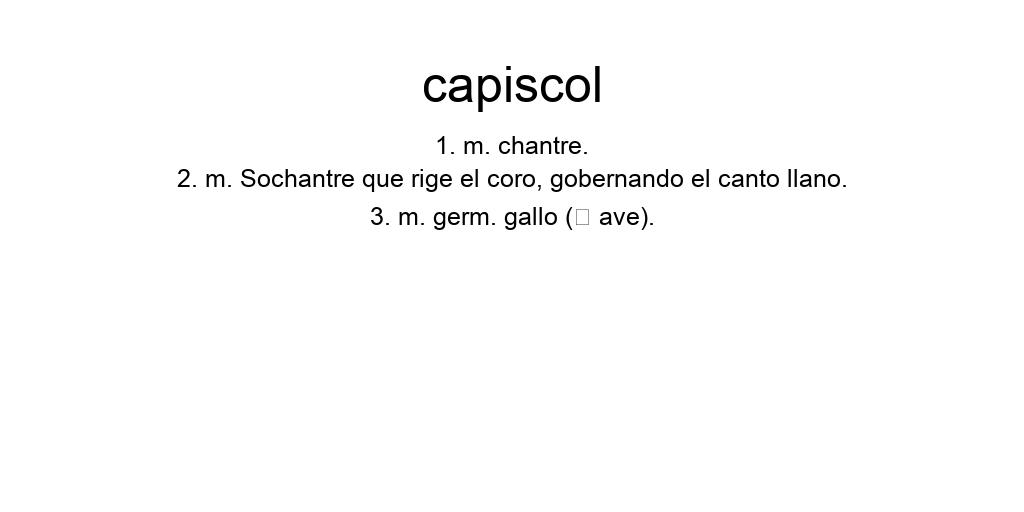 capiscol
1. m. chantre.
2. m. Sochantre que rige el coro, gobernando el canto llano.
3. m. germ. gallo (□ ave).